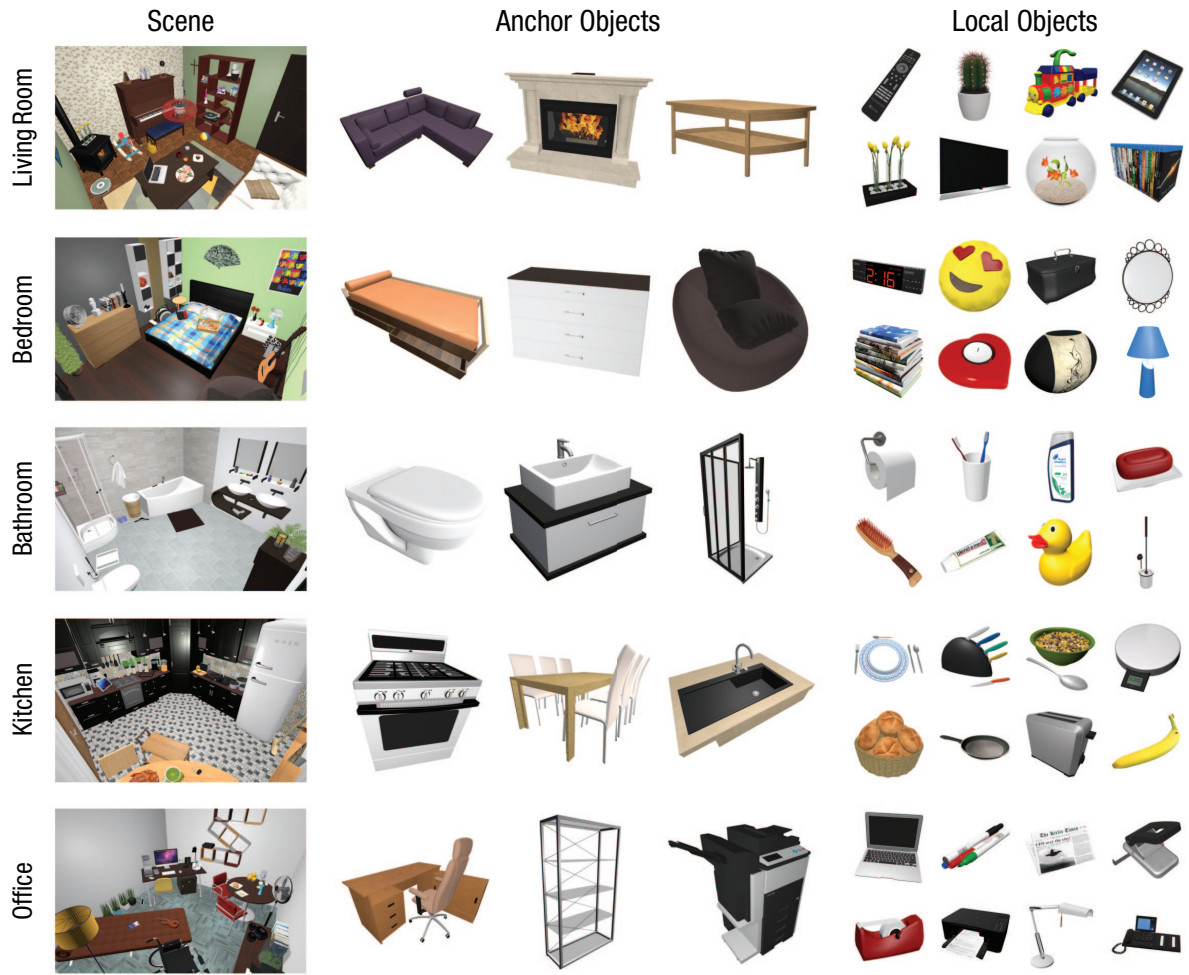 Scene
Anchor Objects
Local Objects
Living Room
Bedroom
2:16
Bathroom
Kitchen
Office